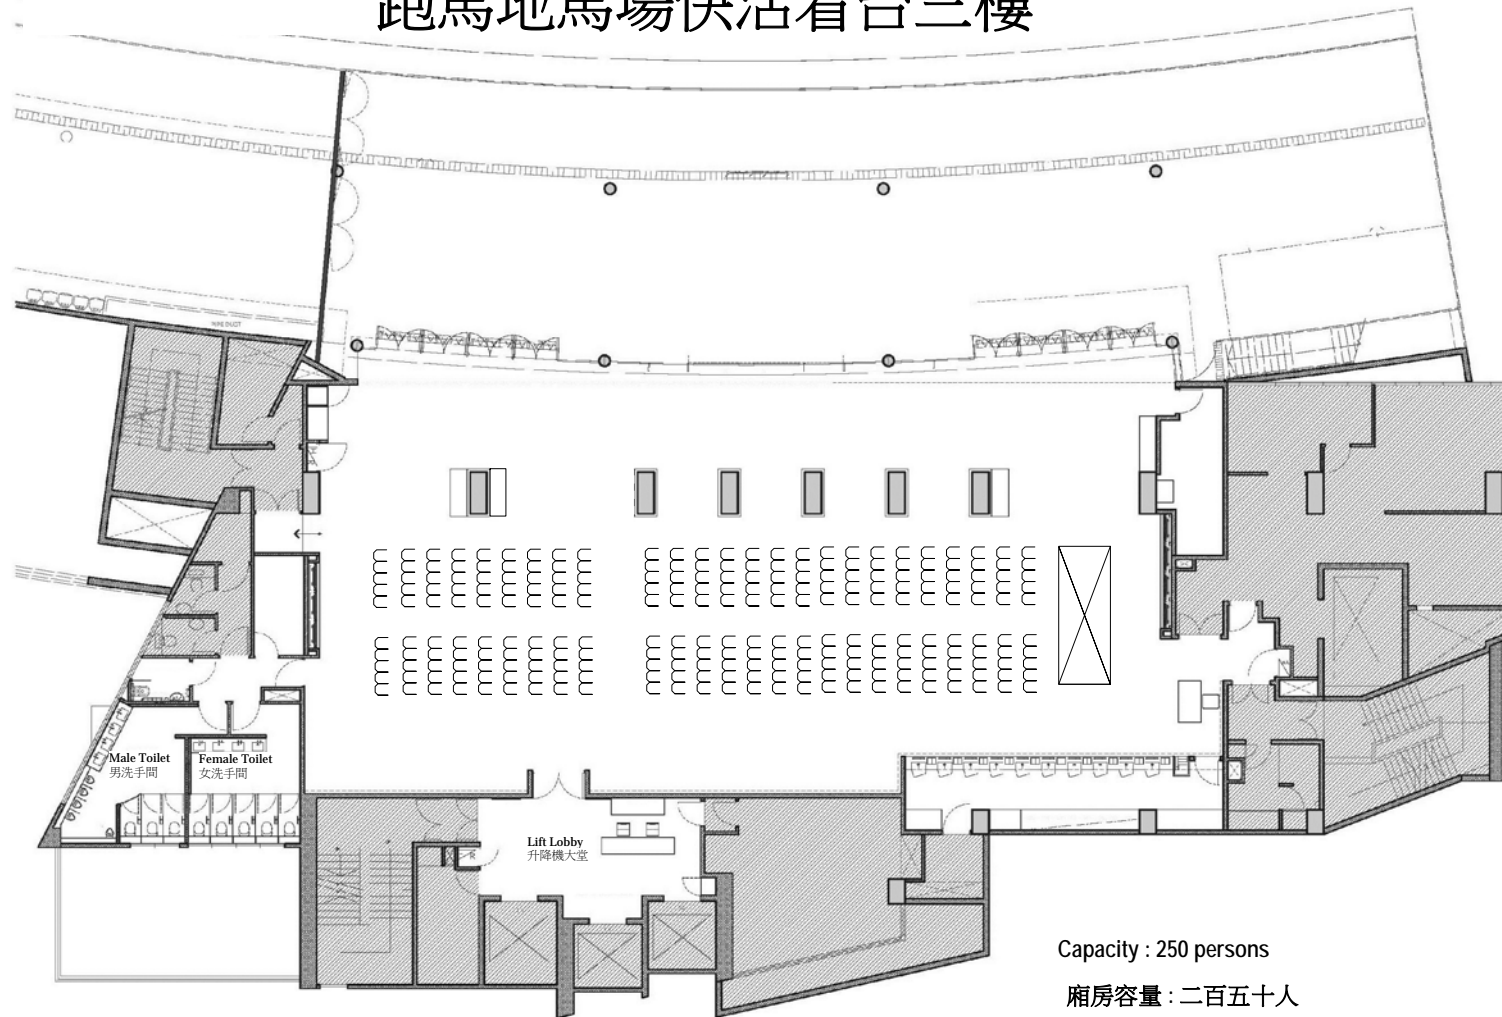 跑馬地馬場快活看台三樓
Male Toilet
男洗手間
Female Toilet
女洗手間
Lift Lobby
升降機大堂
Capacity : 250 persons
廂房容量 : 二百五十人